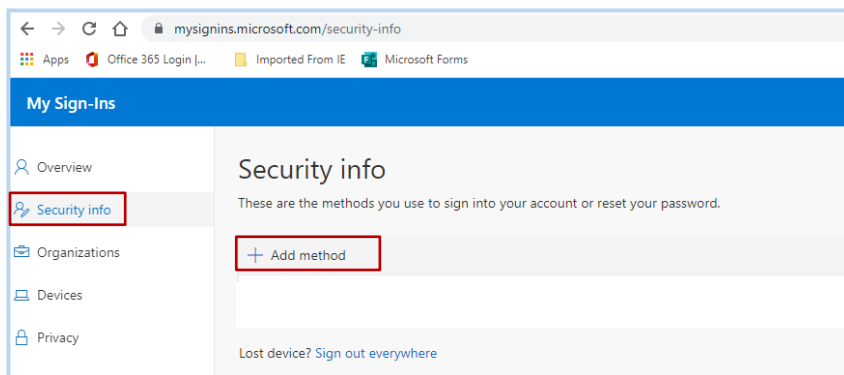 mysignins.microsoft.com/security-info
Apps Office 365 Login |... Imported From IE Microsoft Forms
My Sign-Ins
Overview
Security info
Organizations
Devices
Privacy
Security info
These are the methods you use to sign into your account or reset your password.
+ Add method
Lost device? Sign out everywhere